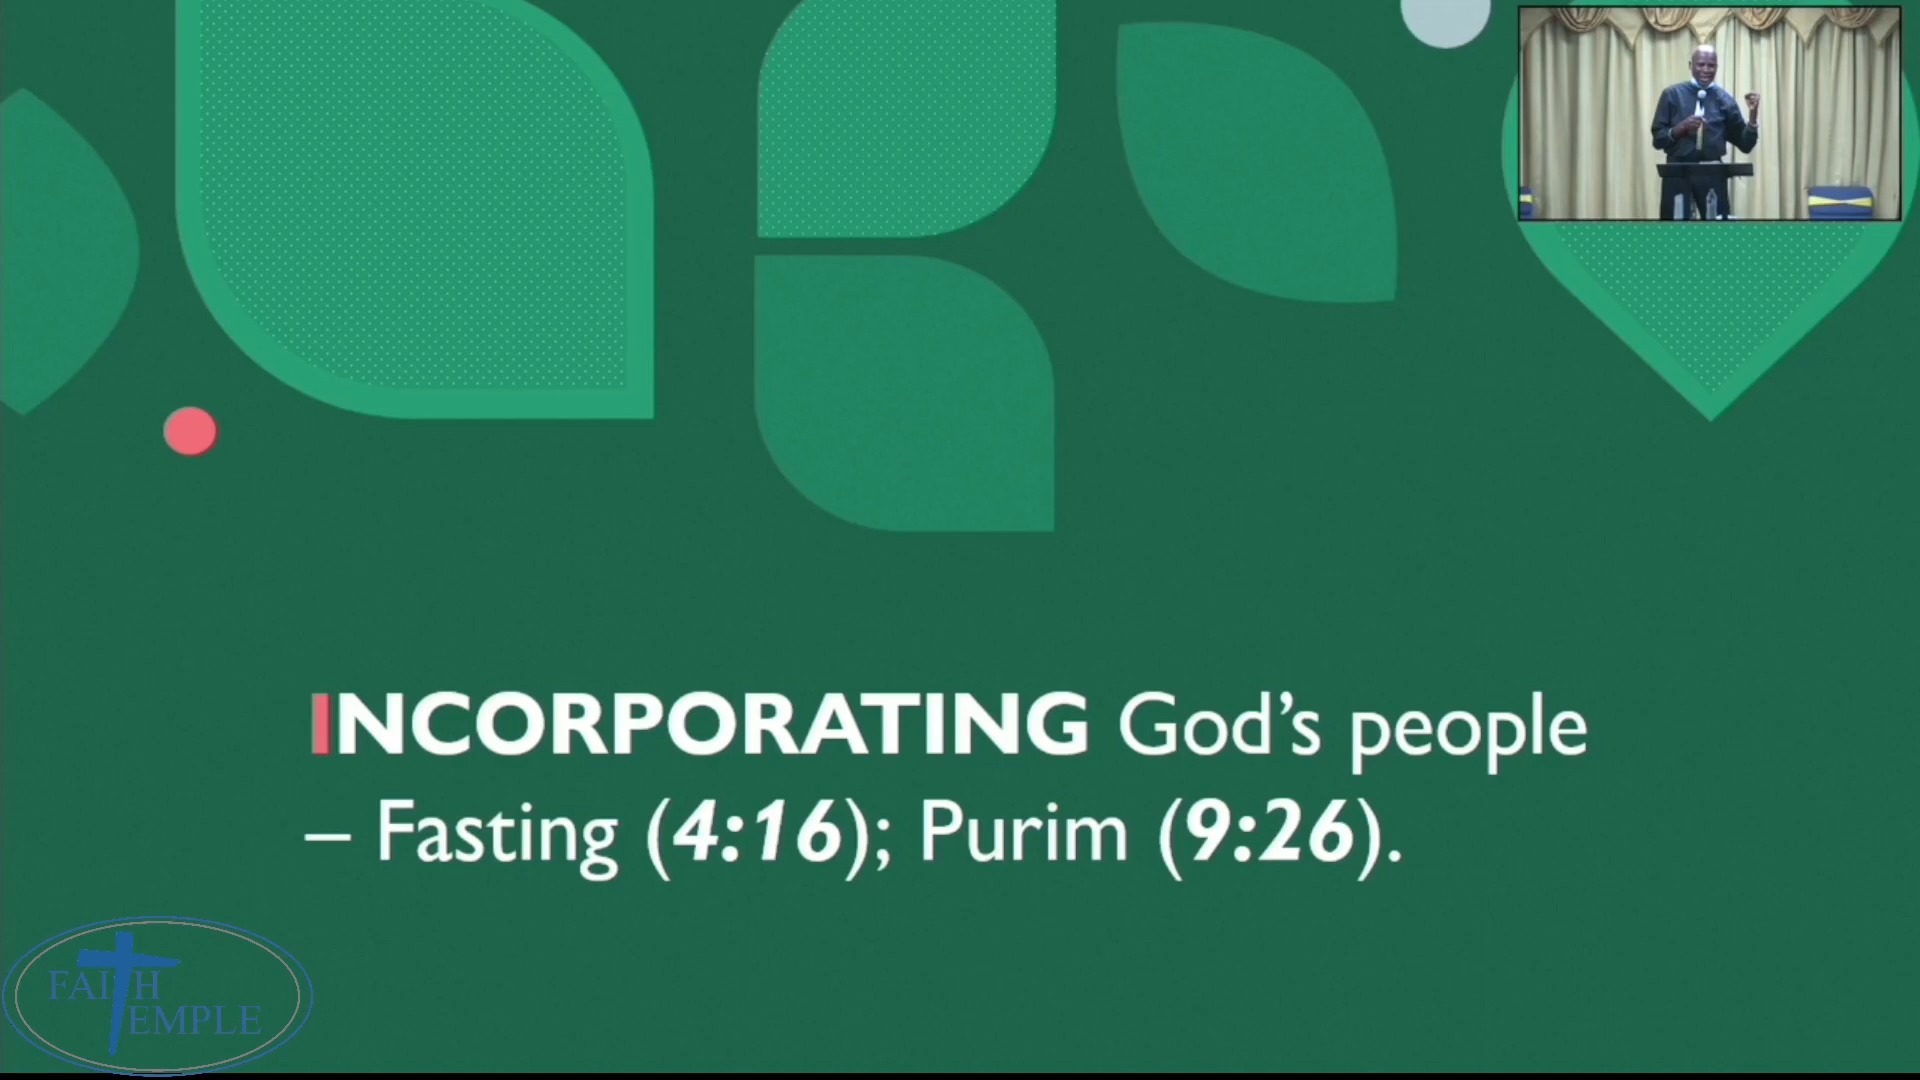 INCORPORATING God’s people
– Fasting (4:16); Purim (9:26).
FAITH
TEMPLE